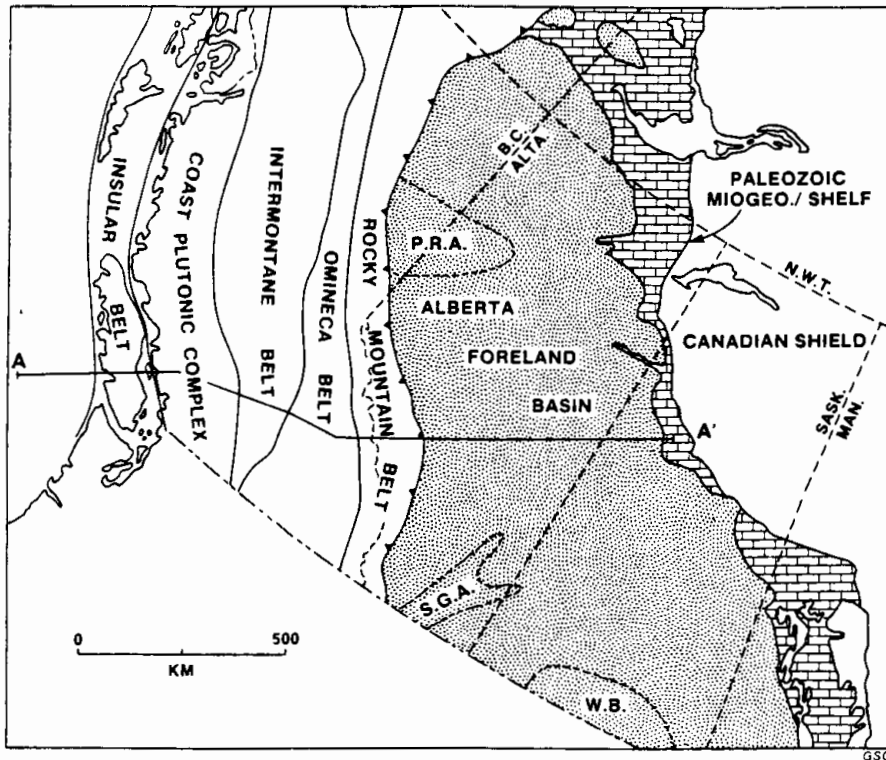 B.C.
ALTA.
PALEOZOIC
MIOGEO./ SHELF
N.W.T.
INSULAR
BELT
COAST PLUTONIC COMPLEX
INTERMONTANE BELT
OMINECA BELT
ROCKY MOUNTAIN BELT
P.R.A.
ALBERTA
FORELAND
BASIN
CANADIAN SHIELD
SASK.
MAN.
A
A'
S.G.A.
W.B.
0
500
KM
GSC